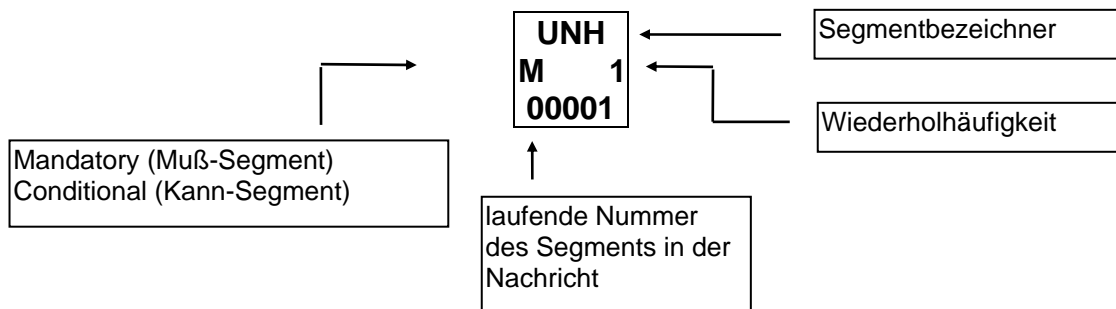 UNH
M 1
00001
Segmentbezeichner
Wiederholhäufigkeit
Mandatory (Muß-Segment)
Conditional (Kann-Segment)
laufende Nummer
des Segments in der
Nachricht